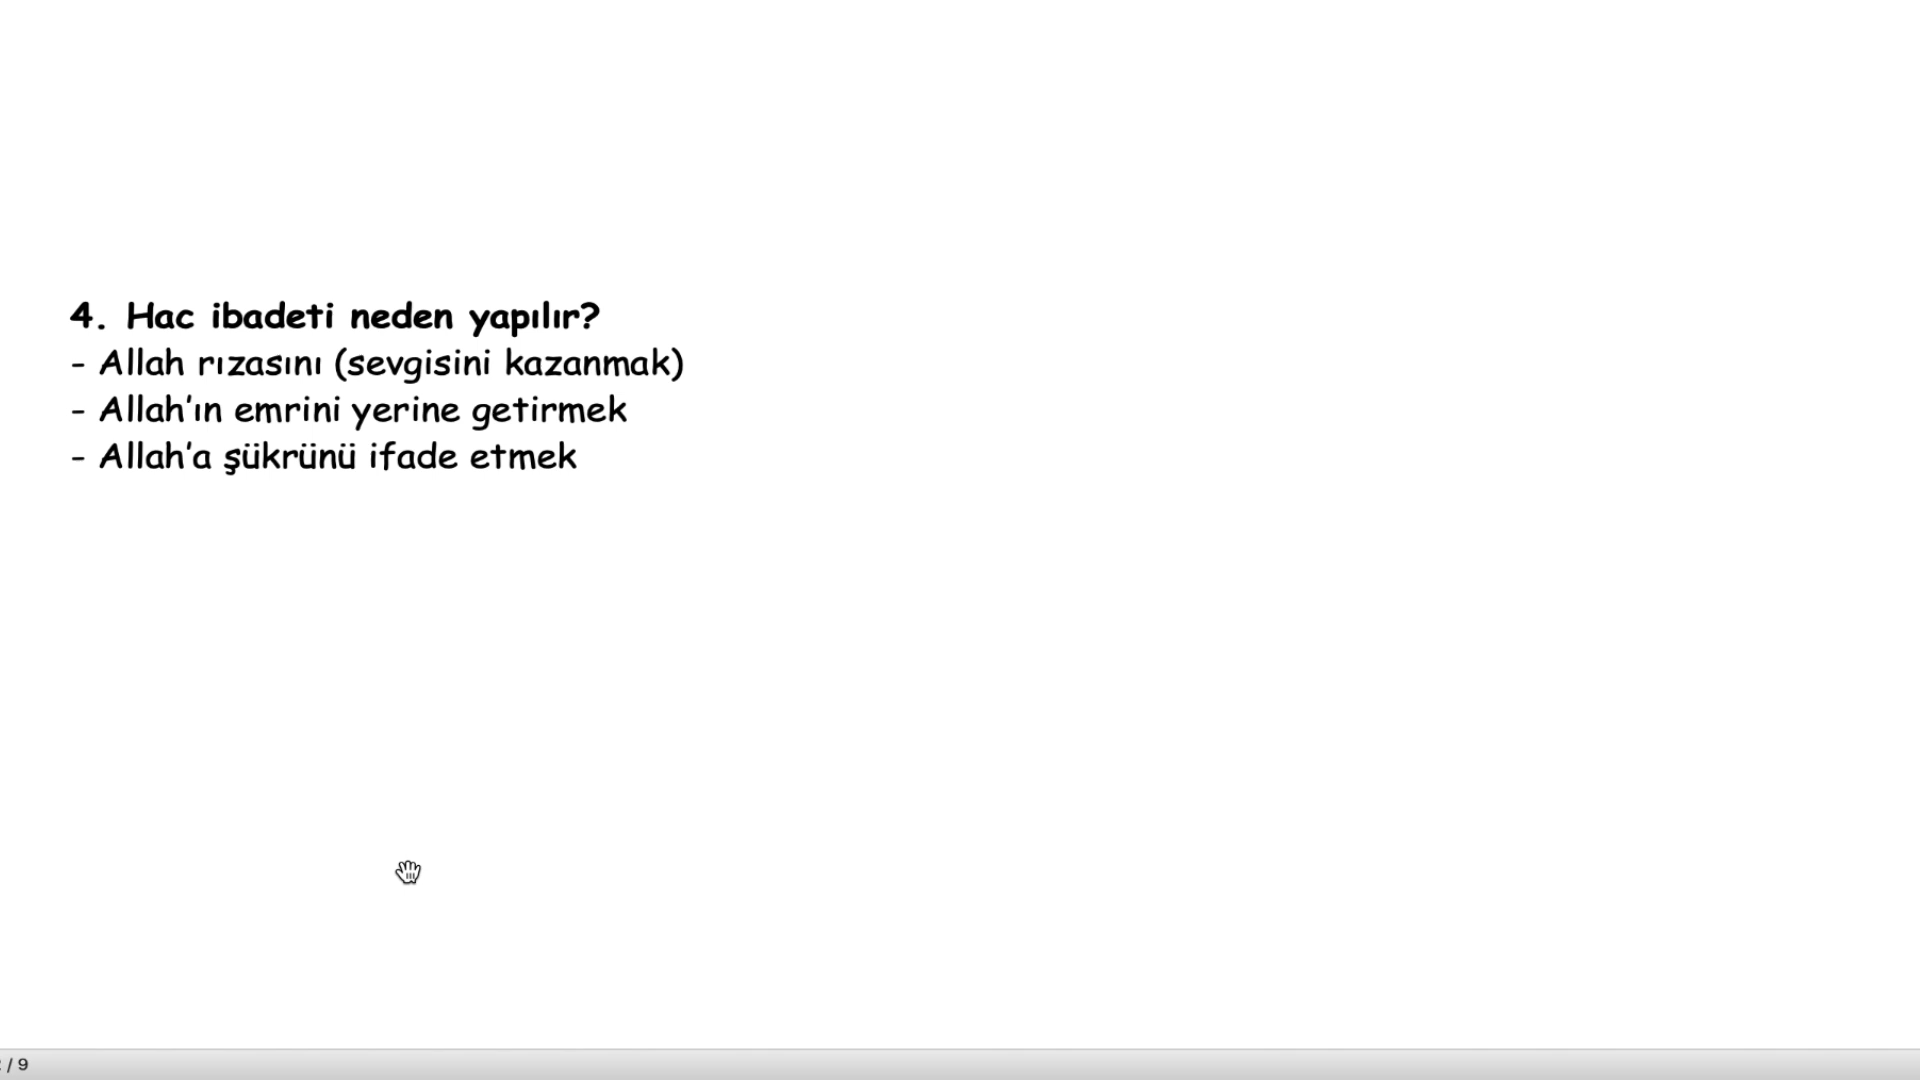 4. Hac ibadeti neden yapılır?
- Allah rızasını (sevgisini kazanmak)
- Allah'ın emrini yerine getirmek
- Allah'a şükrünü ifade etmek
/ 9